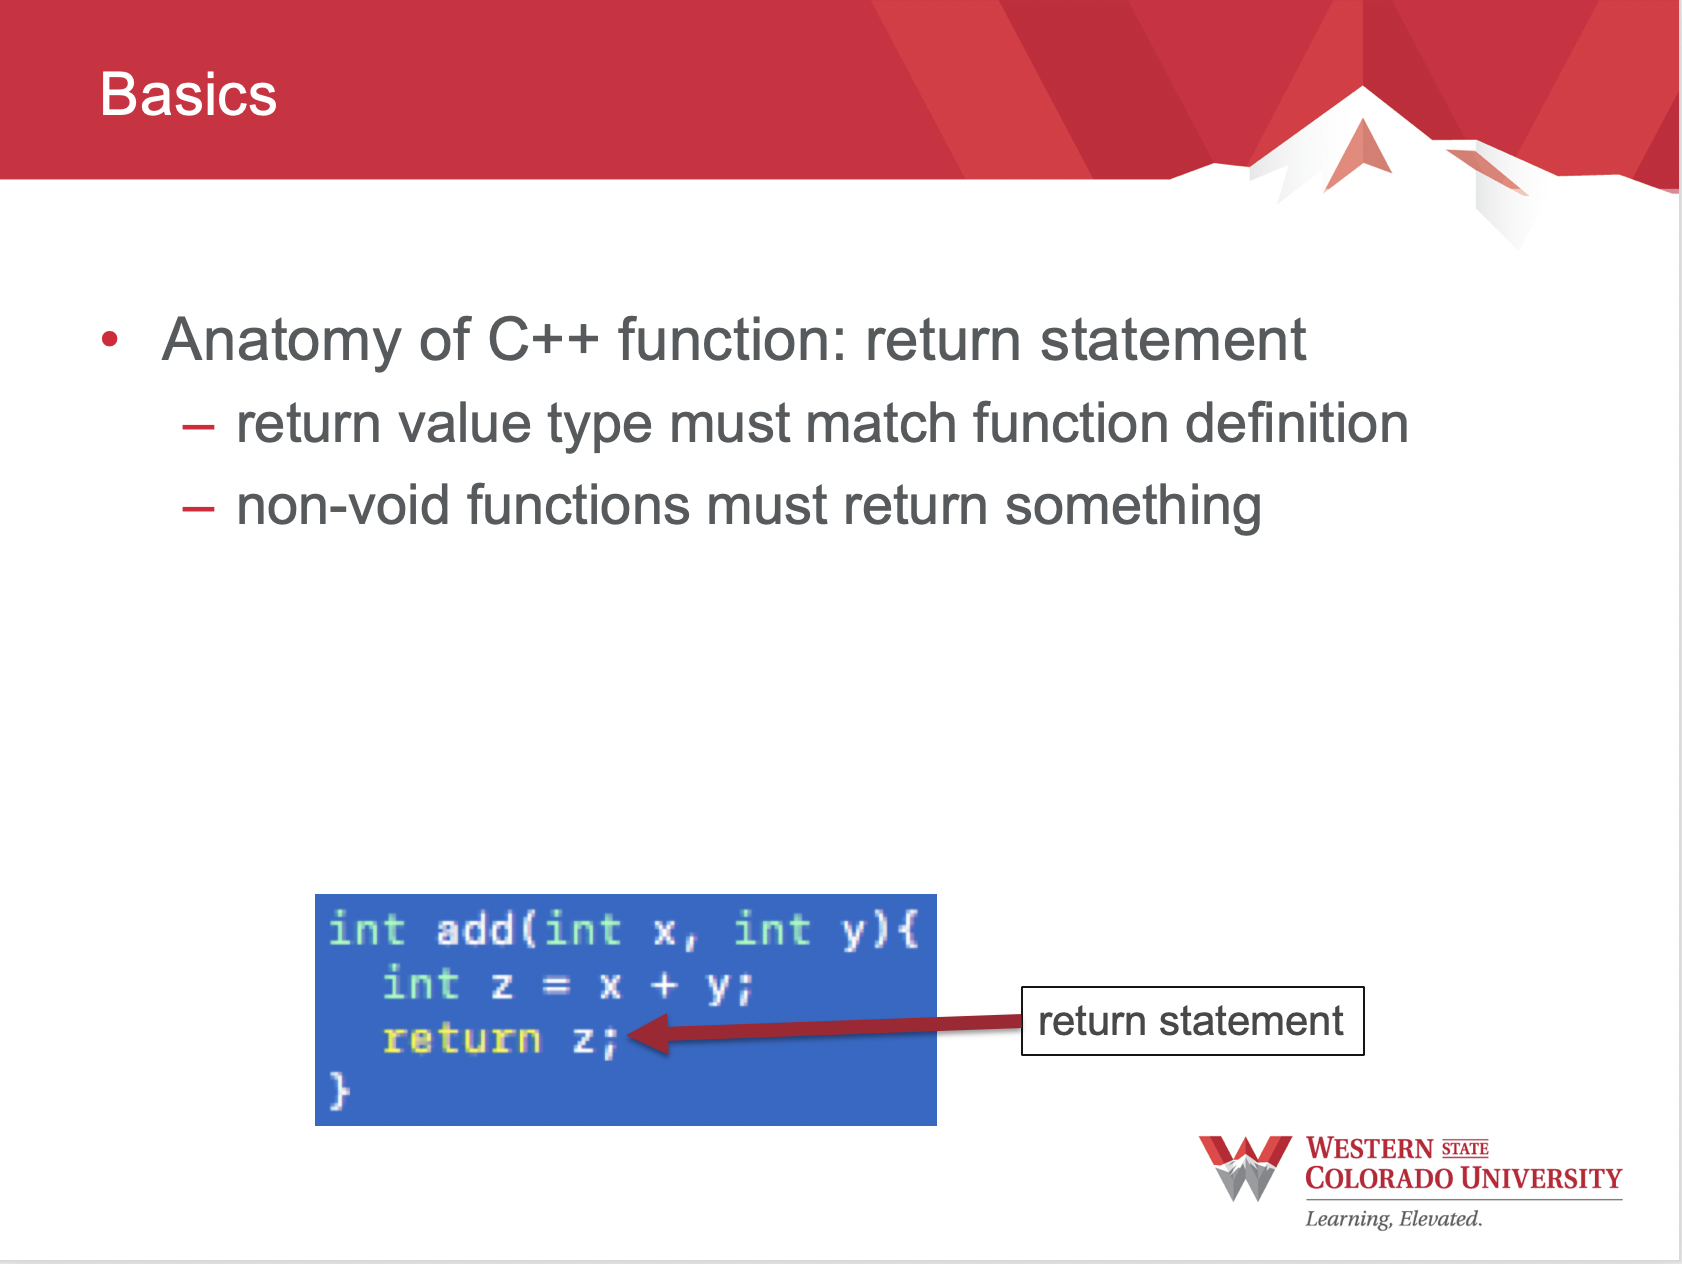 Basics
• Anatomy of C++ function: return statement
– return value type must match function definition
– non-void functions must return something
int add(int x, int y){
int z = x + y;
return z;
}
return statement
WESTERN STATE
COLORADO UNIVERSITY
Learning, Elevated.